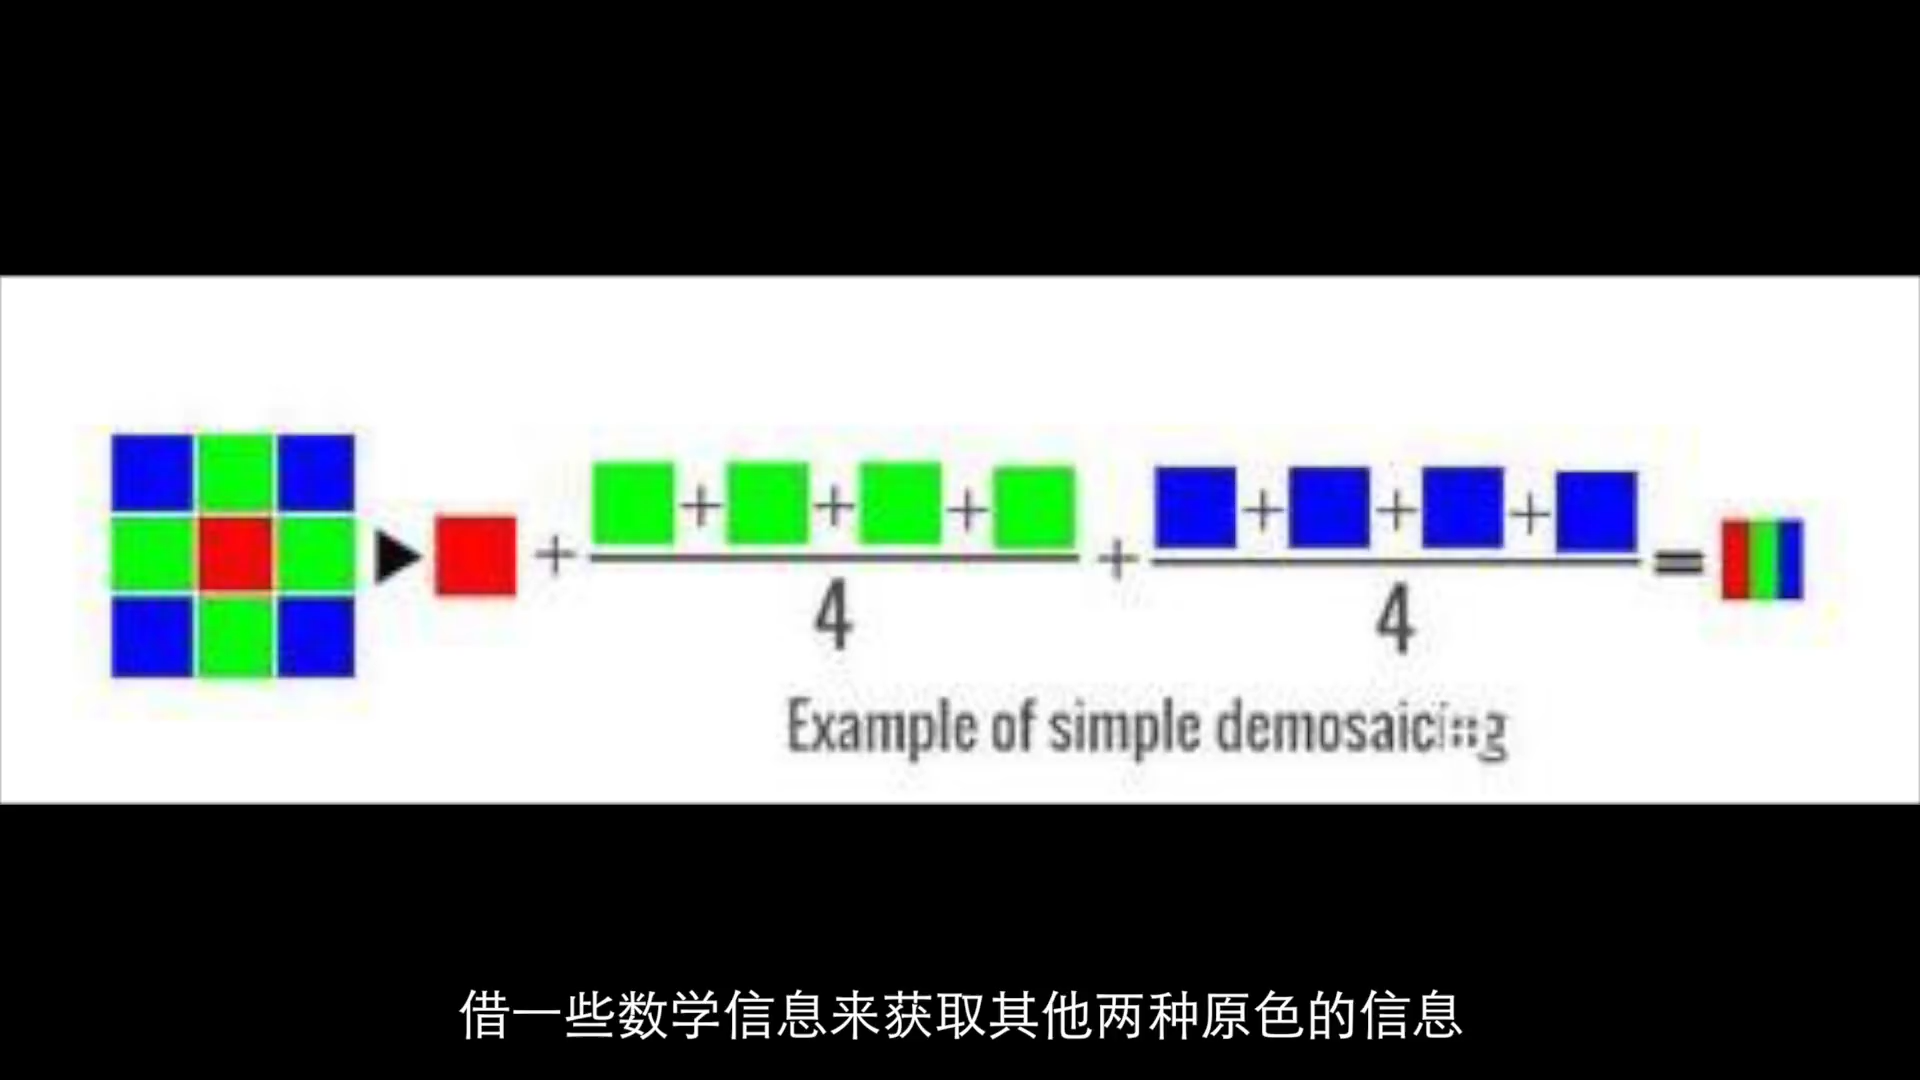 + + + + + + + + =
4 4
Example of simple demosaicing
借一些数学信息来获取其他两种原色的信息